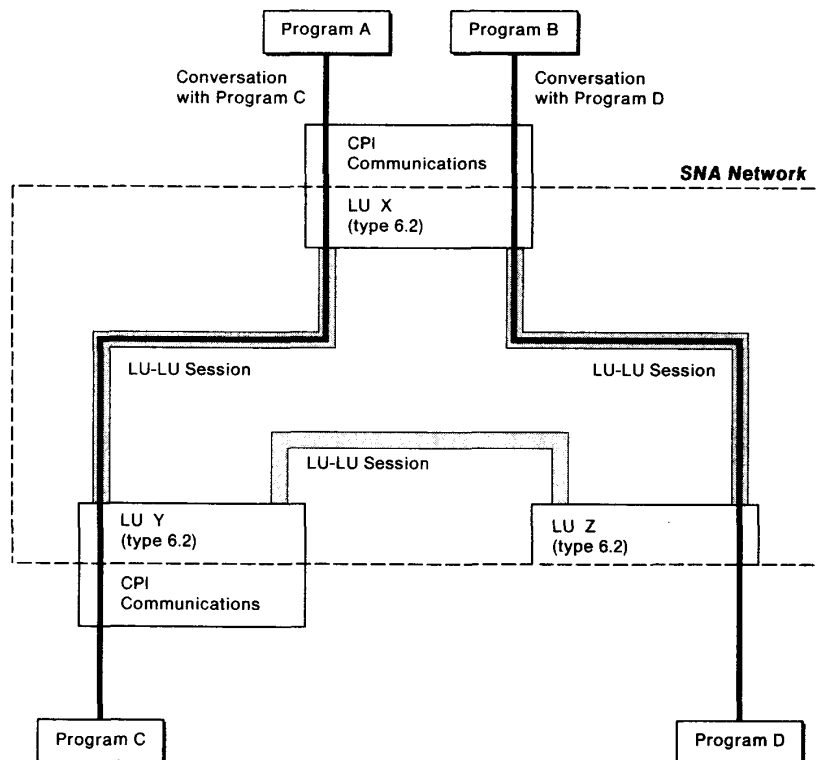 Program A
Program B
Conversation
with Program C
Conversation
with Program D
CPI
Communications
SNA Network
LU X
(type 6.2)
LU-LU Session
LU-LU Session
LU-LU Session
LU Y
(type 6.2)
LU Z
(type 6.2)
CPI
Communications
Program C
Program D